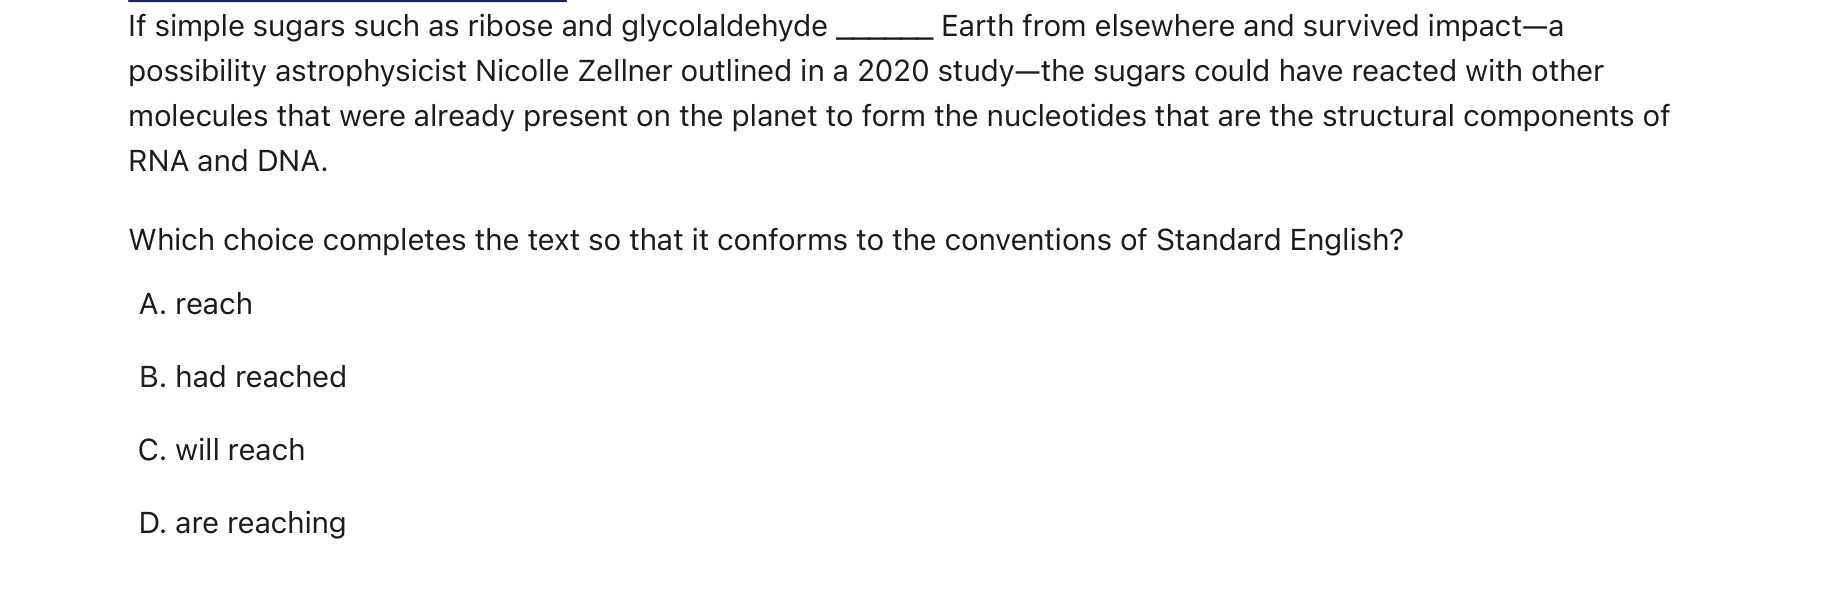 If simple sugars such as ribose and glycolaldehyde ______ Earth from elsewhere and survived impact—a
possibility astrophysicist Nicolle Zellner outlined in a 2020 study—the sugars could have reacted with other
molecules that were already present on the planet to form the nucleotides that are the structural components of
RNA and DNA.
Which choice completes the text so that it conforms to the conventions of Standard English?
A. reach
B. had reached
C. will reach
D. are reaching